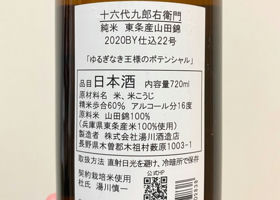 十六代九郎右衛門
純米 東条産山田錦
2020BY仕込22号
「ゆるぎなき王様のポテンシャル」
日本酒 内容量720ml
原材料名 米、米こうじ
精米歩合60% アルコール分16度
原料米 山田錦100%
(兵庫県東条産米100%使用)
製造者 株式会社湯川酒造店
長野県木曽郡木祖村薮原1003-1
取扱方法 直射日光を避け、冷暗所で保存
契約栽培米使用
杜氏 湯川慎一
公式HP